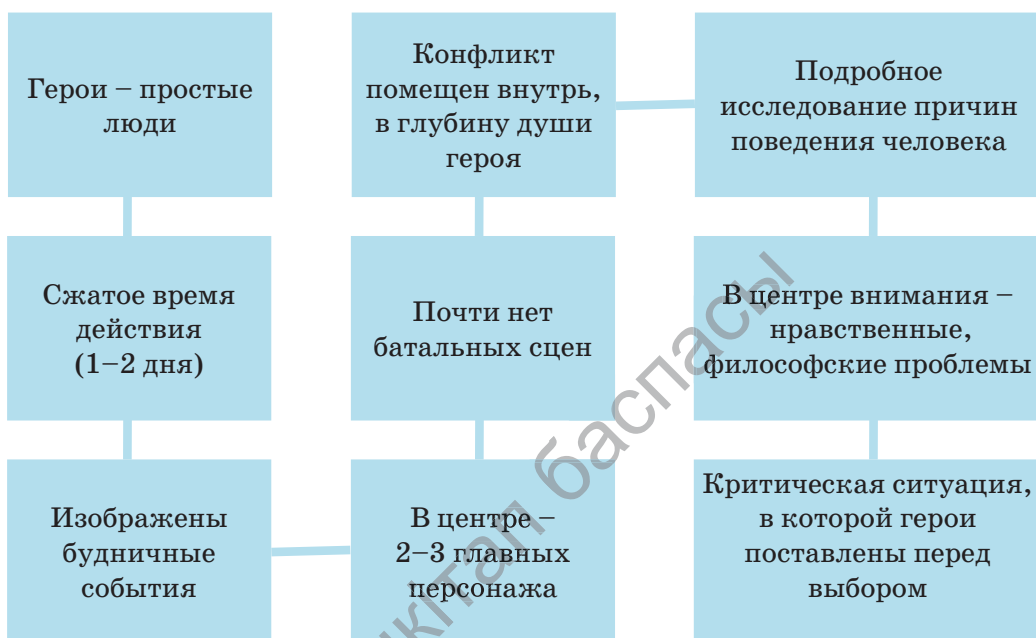 Герои – простые
люди
Сжатое время
действия
(1–2 дня)
Изображены
будничные
события
В центре –
2–3 главных
персонажа
Почти нет
батальных сцен
Конфликт
помещен внутрь,
в глубину души
героя
Подробное
исследование причин
поведения человека
В центре внимания –
нравственные,
философские проблемы
Критическая ситуация,
в которой герои
поставлены перед
выбором
баспасы